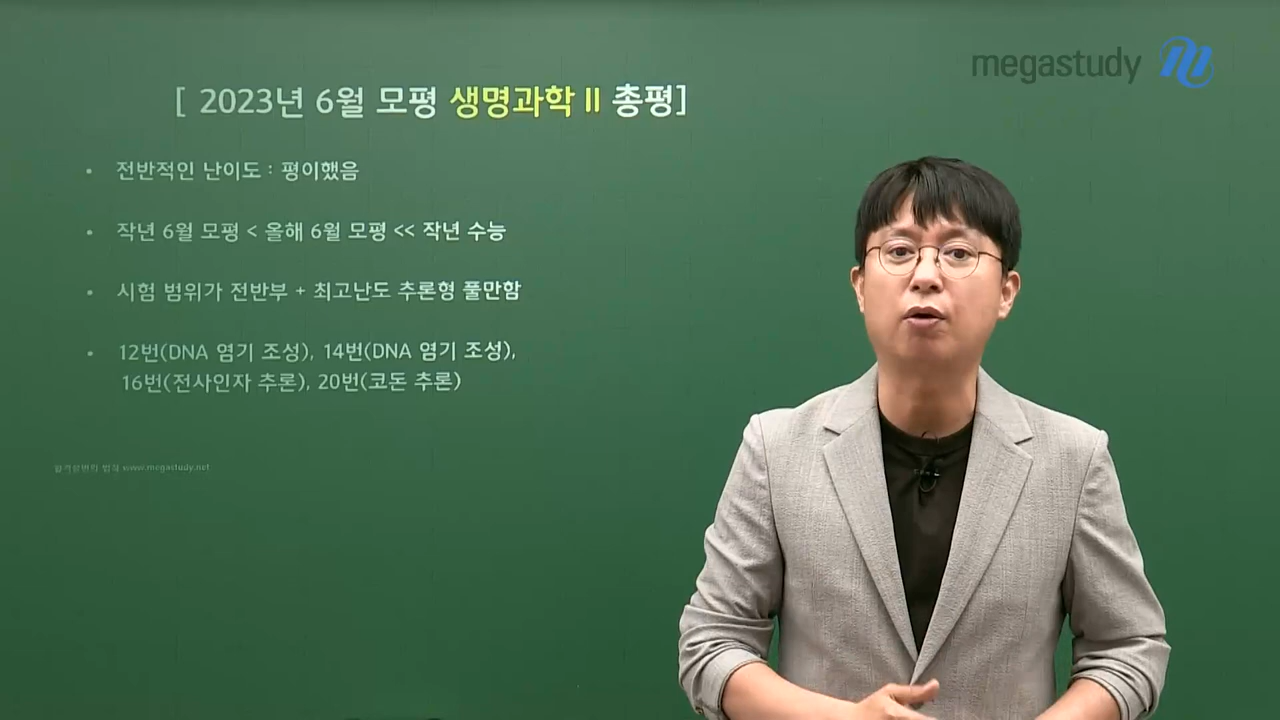 megastudy
[ 2023년 6월 모평 생명과학 II 총평]
• 전반적인 난이도 : 평이했음
• 작년 6월 모평 < 올해 6월 모평 << 작년 수능
• 시험 범위가 전반부 + 최고난도 추론형 풀만함
• 12번(DNA 염기 조성), 14번(DNA 염기 조성),
16번(전사인자 추론), 20번(코돈 추론)
www.megastudy.net